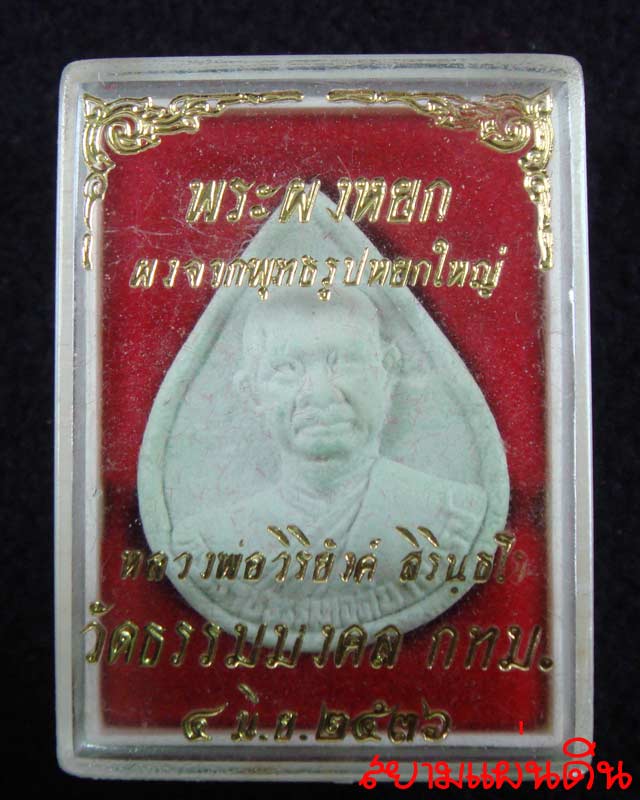 พระผงหยก
ผงจากพุทธรูปหยกใหญ่
หลวงพ่อวิริยังค์ สิรินฺธโร
วัดธรรมมงคล กทม.
๔ มิ.ย.๒๕๓๖
สยามแผ่นดิน